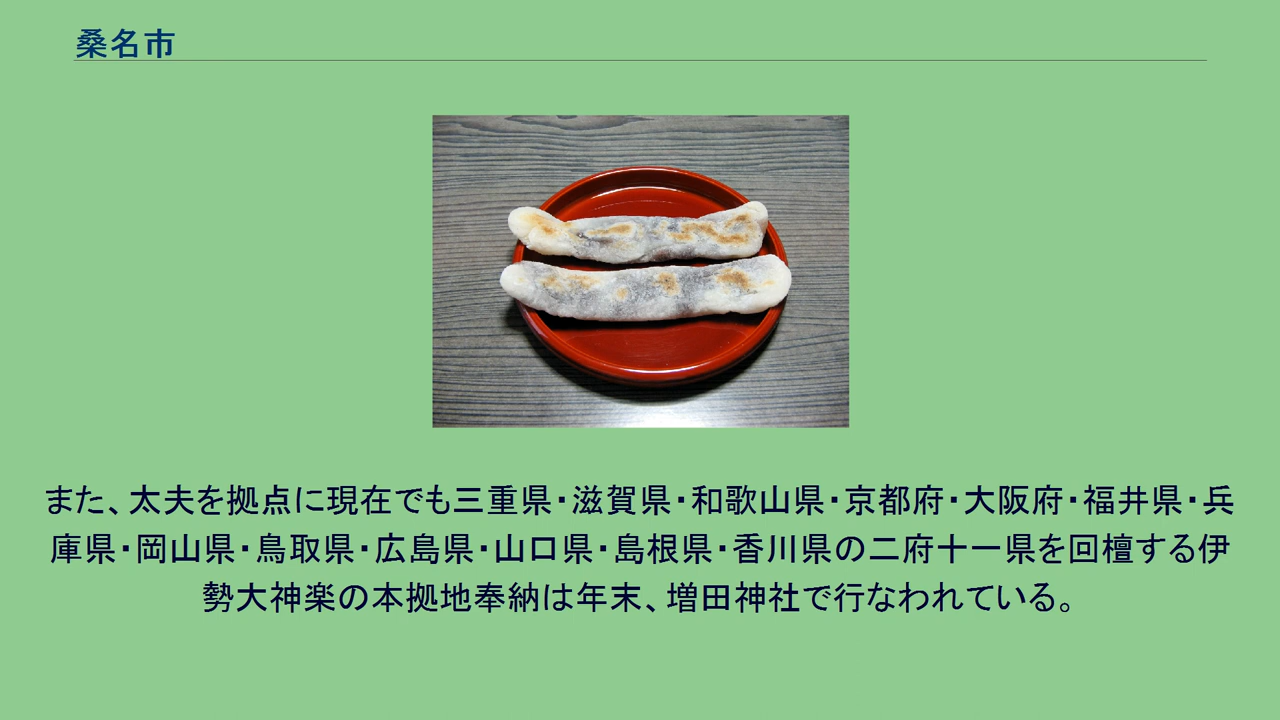 桑名市
また、太夫を拠点に現在でも三重県・滋賀県・和歌山県・京都府・大阪府・福井県・兵
庫県・岡山県・鳥取県・広島県・山口県・島根県・香川県の二府十一県を回檀する伊
勢大神楽の本拠地奉納は年末、増田神社で行なわれている。